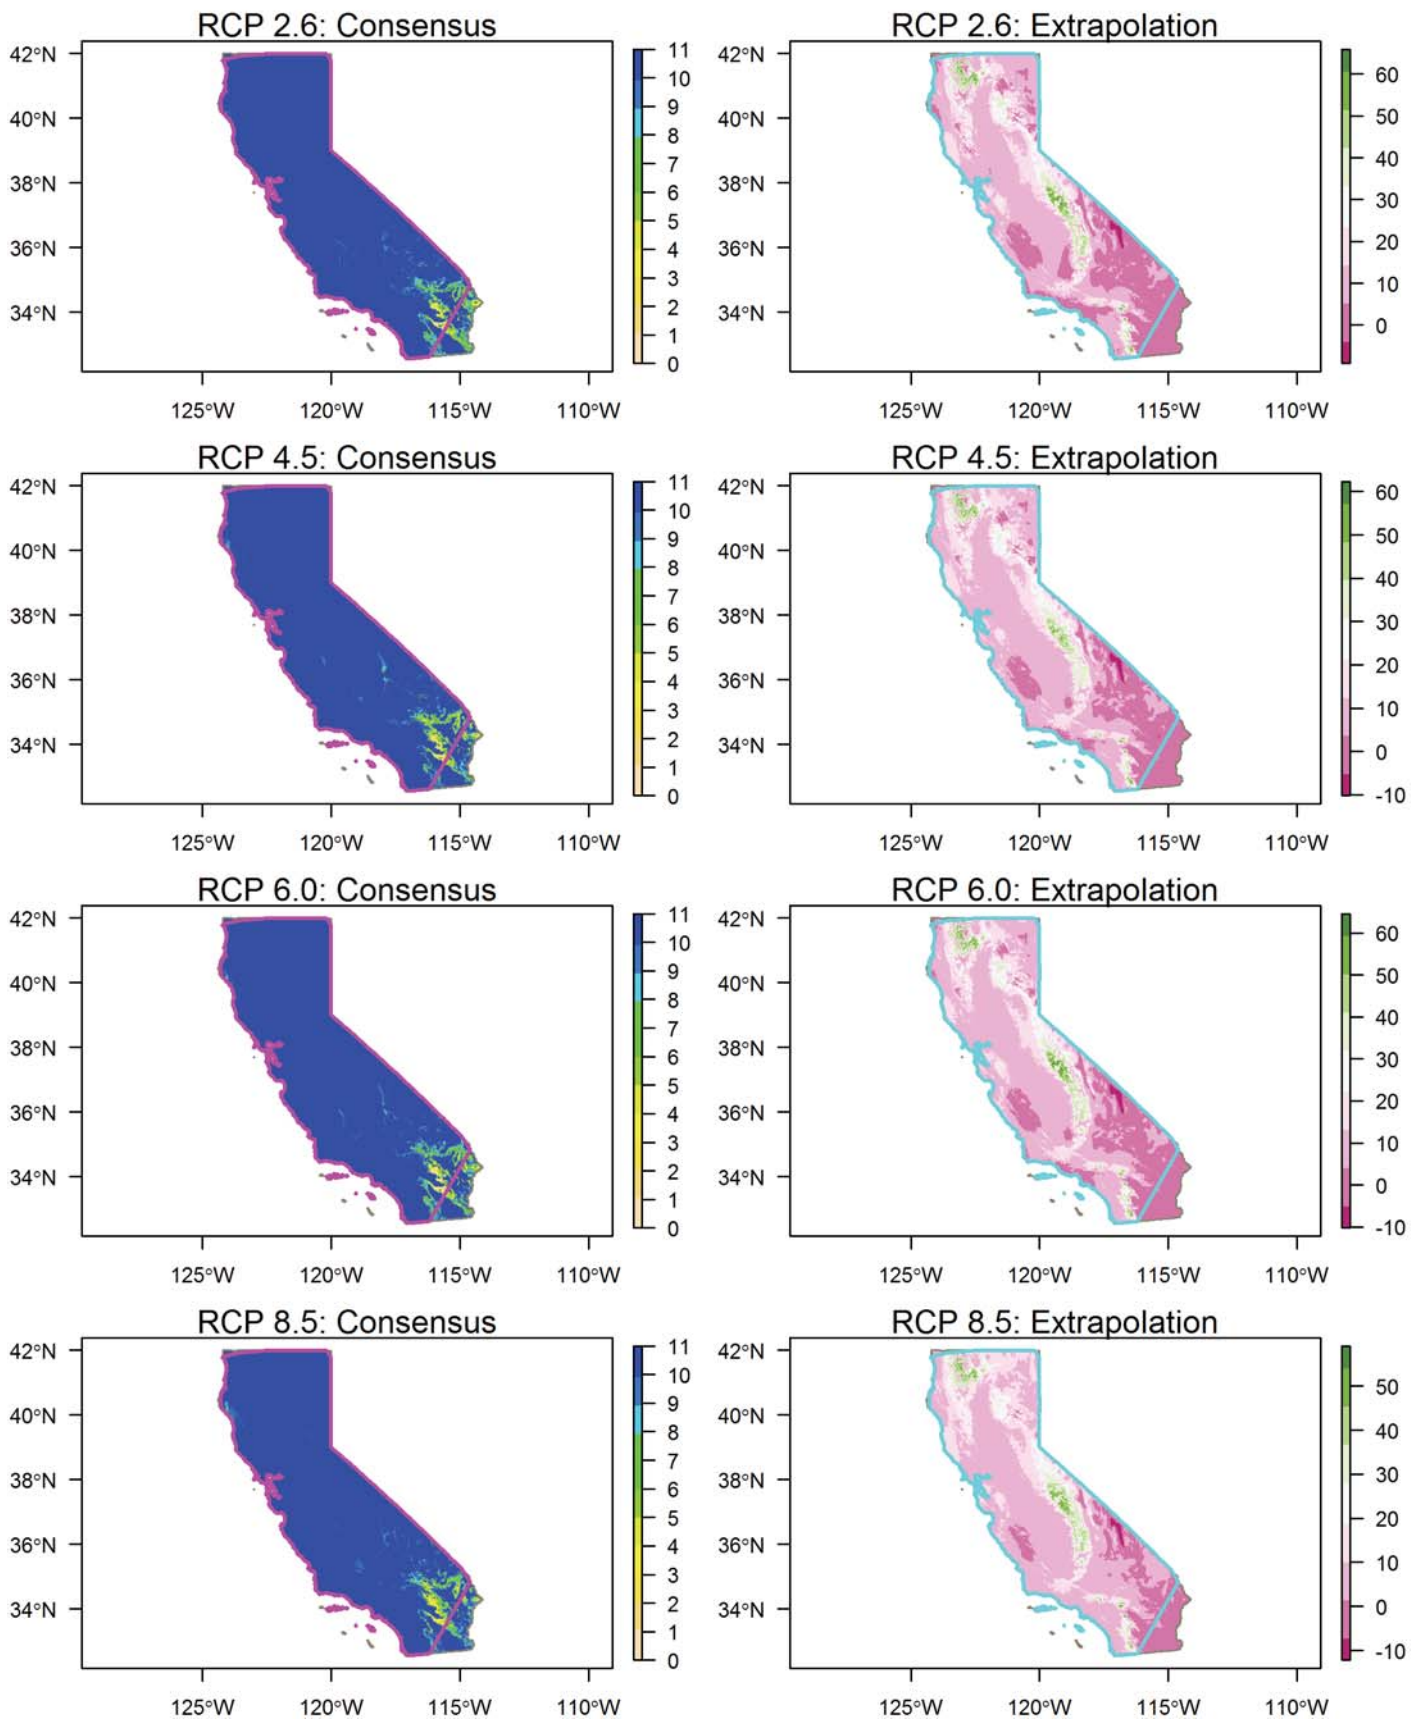 RCP 2.6: Consensus
42°N
40°N
38°N
36°N
34°N
125°W 120°W 115°W 110°W
11
10
9
8
7
6
5
4
3
2
1
0
RCP 2.6: Extrapolation
42°N
40°N
38°N
36°N
34°N
125°W 120°W 115°W 110°W
60
50
40
30
20
10
0
RCP 4.5: Consensus
42°N
40°N
38°N
36°N
34°N
125°W 120°W 115°W 110°W
11
10
9
8
7
6
5
4
3
2
1
0
RCP 4.5: Extrapolation
42°N
40°N
38°N
36°N
34°N
125°W 120°W 115°W 110°W
60
50
40
30
20
10
0
-10
RCP 6.0: Consensus
42°N
40°N
38°N
36°N
34°N
125°W 120°W 115°W 110°W
11
10
9
8
7
6
5
4
3
2
1
0
RCP 6.0: Extrapolation
42°N
40°N
38°N
36°N
34°N
125°W 120°W 115°W 110°W
60
50
40
30
20
10
0
-10
RCP 8.5: Consensus
42°N
40°N
38°N
36°N
34°N
125°W 120°W 115°W 110°W
11
10
9
8
7
6
5
4
3
2
1
0
RCP 8.5: Extrapolation
42°N
40°N
38°N
36°N
34°N
125°W 120°W 115°W 110°W
50
40
30
20
10
0
-10